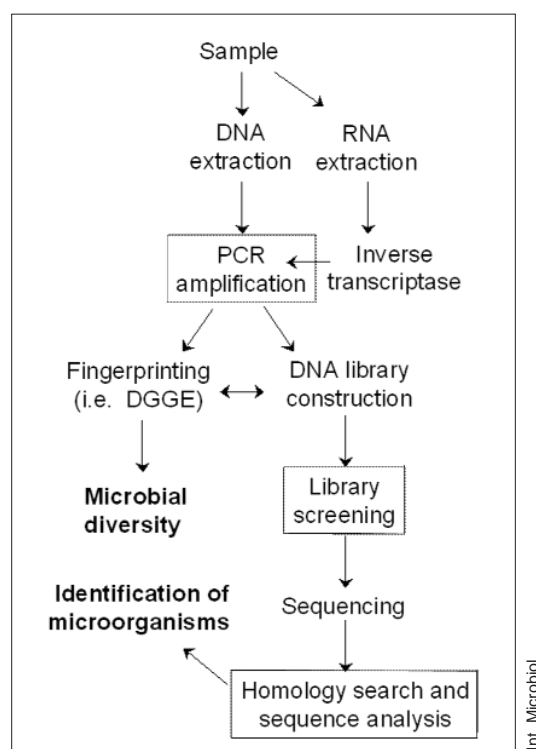 Sample
DNA
extraction
RNA
extraction
PCR
amplification
Inverse
transcriptase
Fingerprinting
(i.e. DGGE)
DNA library
construction
Microbial
diversity
Library
screening
Identification of
microorganisms
Sequencing
Homology search and
sequence analysis
Int. Microbiol.